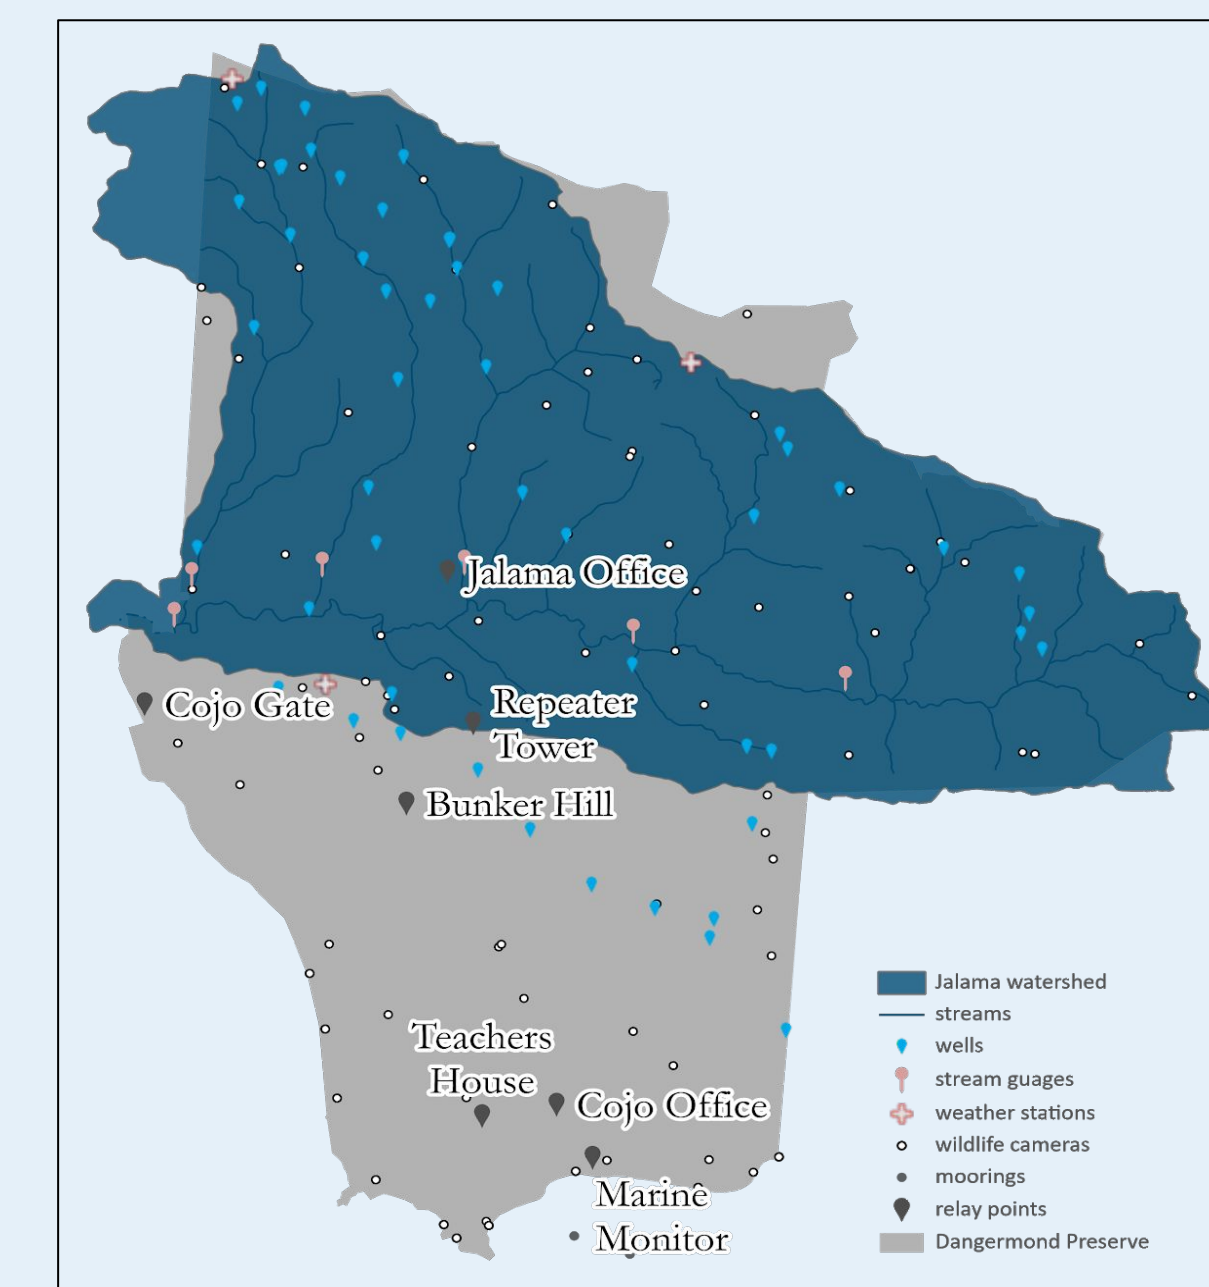 Jalama Office
Cojo Gate
Repeater
Tower
Bunker Hill
Teachers
House
Cojo Office
Marine
Monitor
Jalama watershed
streams
wells
stream guages
weather stations
wildlife cameras
moorings
relay points
Dangermond Preserve